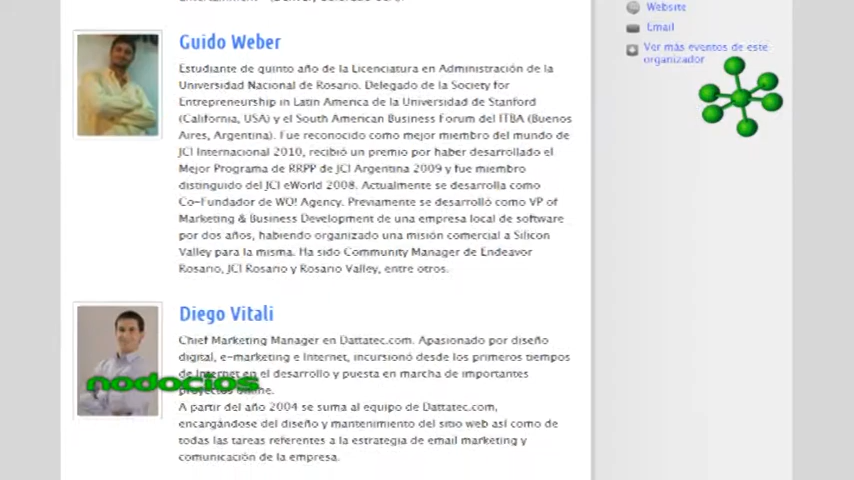 Guido Weber
Estudiante de quinto año de la Licenciatura en Administración de la
Universidad Nacional de Rosario. Delegado de la Society for
Entrepreneurship in Latin America de la Universidad de Stanford
(California, USA) y el South American Business Forum del ITBA (Buenos
Aires, Argentina). Fue reconocido como mejor miembro del mundo de
JCI Internacional 2010, recibió un premio por haber desarrollado el
Mejor Programa de RRPP de JCI Argentina 2009 y fue miembro
distinguido del JCI eWorld 2008. Actualmente se desarrolla como
Co-Fundador de WO! Agency. Previamente se desarrolló como VP of
Marketing & Business Development de una empresa local de software
por dos años, habiendo organizado una misión comercial a Silicon
Valley para la misma. Ha sido Community Manager de Endeavor
Rosario, JCI Rosario y Rosario Valley, entre otros.
Diego Vitali
Chief Marketing Manager en Dattatec.com. Apasionado por diseño
digital, e-marketing e Internet, incursionó desde los primeros tiempos
de Internet en el desarrollo y puesta en marcha de importantes
proyectos online.
A partir del año 2004 se suma al equipo de Dattatec.com,
encargándose del diseño y mantenimiento del sitio web así como de
todas las tareas referentes a la estrategia de email marketing y
comunicación de la empresa.
nodocios
Website
Email
Ver más eventos de este
organizador